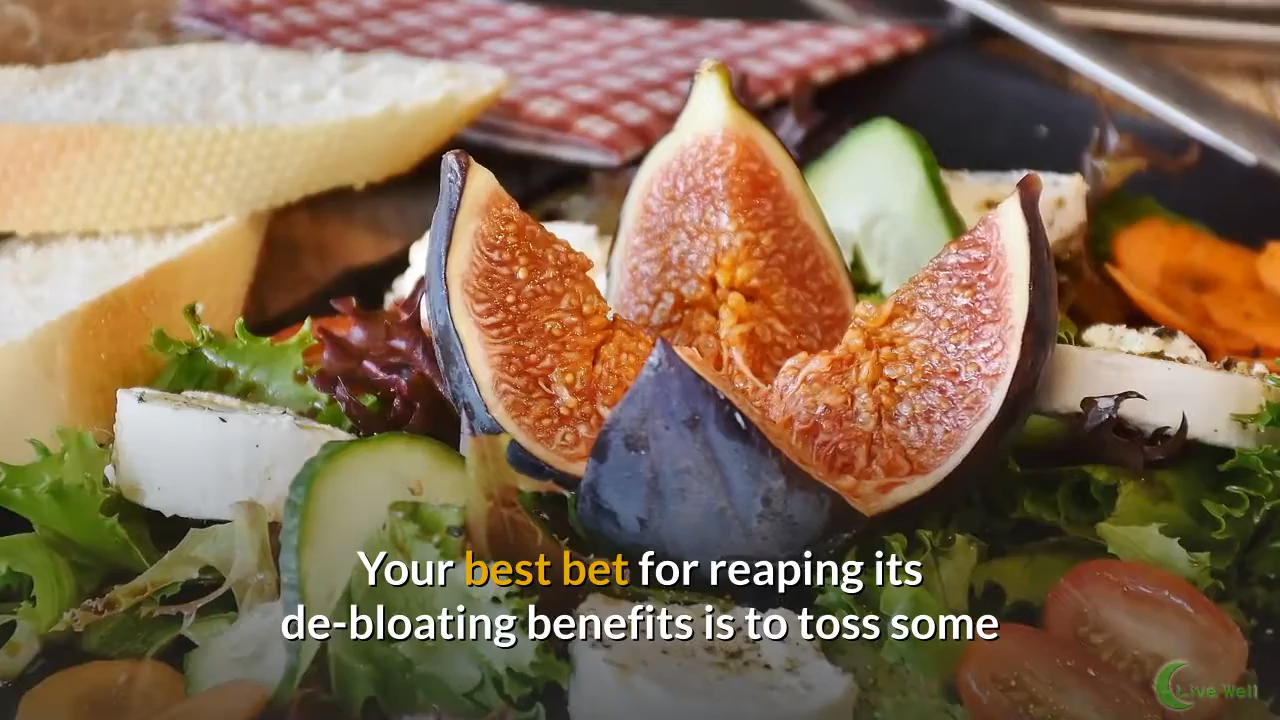 Your best bet for reaping its
de-bloating benefits is to toss some
Live Well